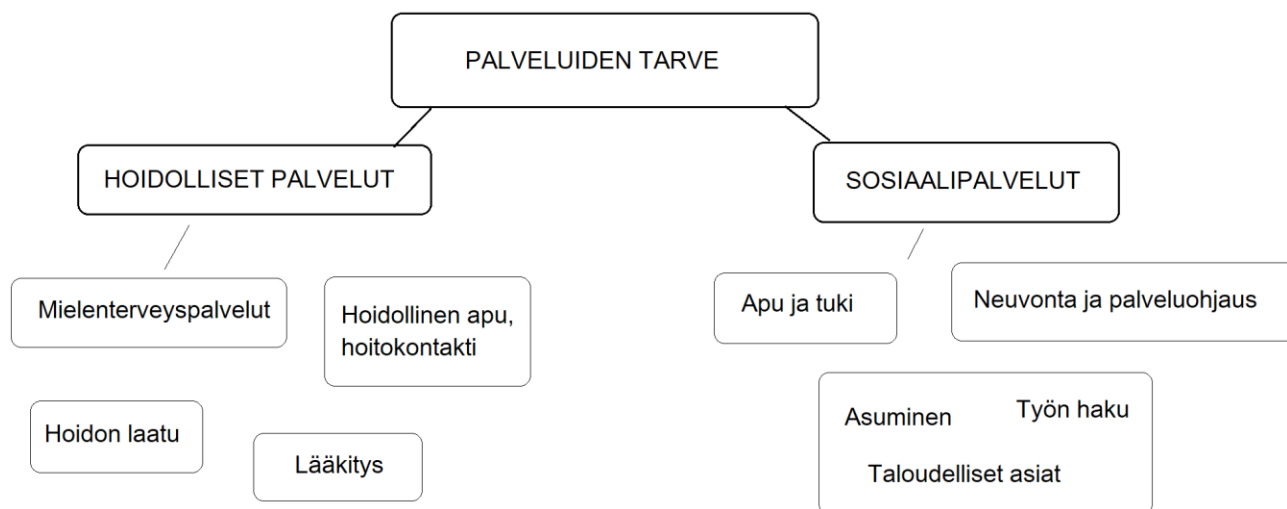 PALVELUIDEN TARVE
HOIDOLLISET PALVELUT
SOSIAALIPALVELUT
Mielenterveyspalvelut
Hoidollinen apu,
hoitokontakti
Hoidon laatu
Lääkitys
Apu ja tuki
Neuvonta ja palveluohjaus
Asuminen
Työn haku
Taloudelliset asiat